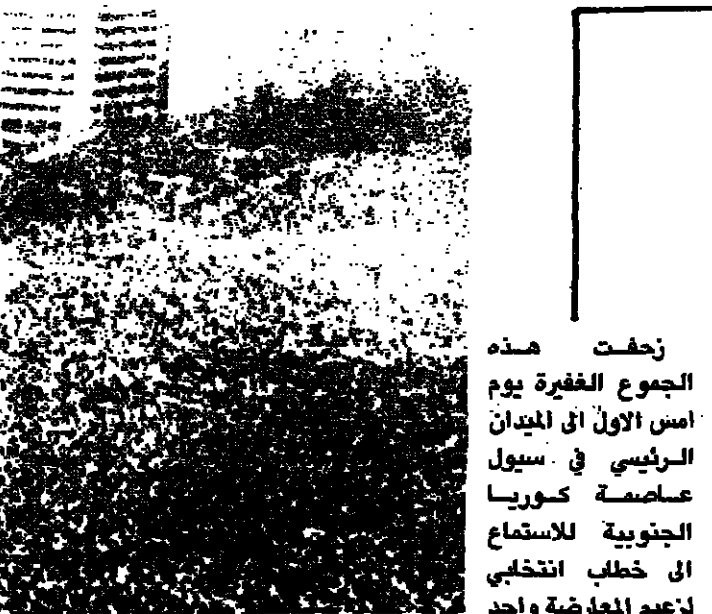 زحفت هذه
الجموع الغفيرة يوم
امس الاول الى الميدان
الرئيسي في سيول
عاصمة كوريا
الجنوبية للاستماع
الى خطاب انتخابي
لزعيم المعارضة واحد